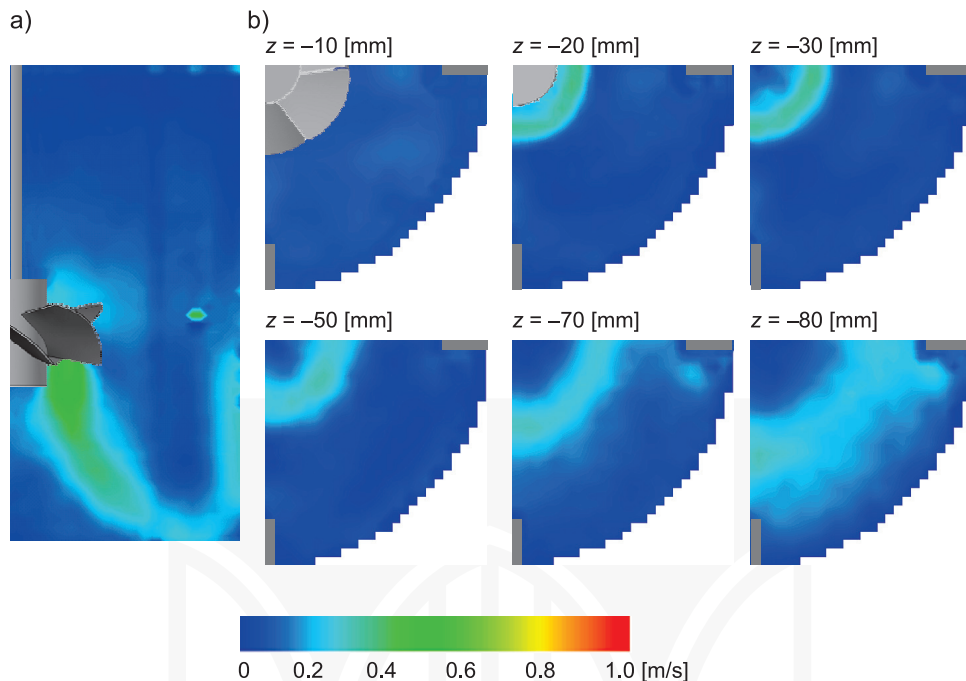 a)
b)
z = –10 [mm]
z = –20 [mm]
z = –30 [mm]
z = –50 [mm]
z = –70 [mm]
z = –80 [mm]
0 0.2 0.4 0.6 0.8 1.0 [m/s]